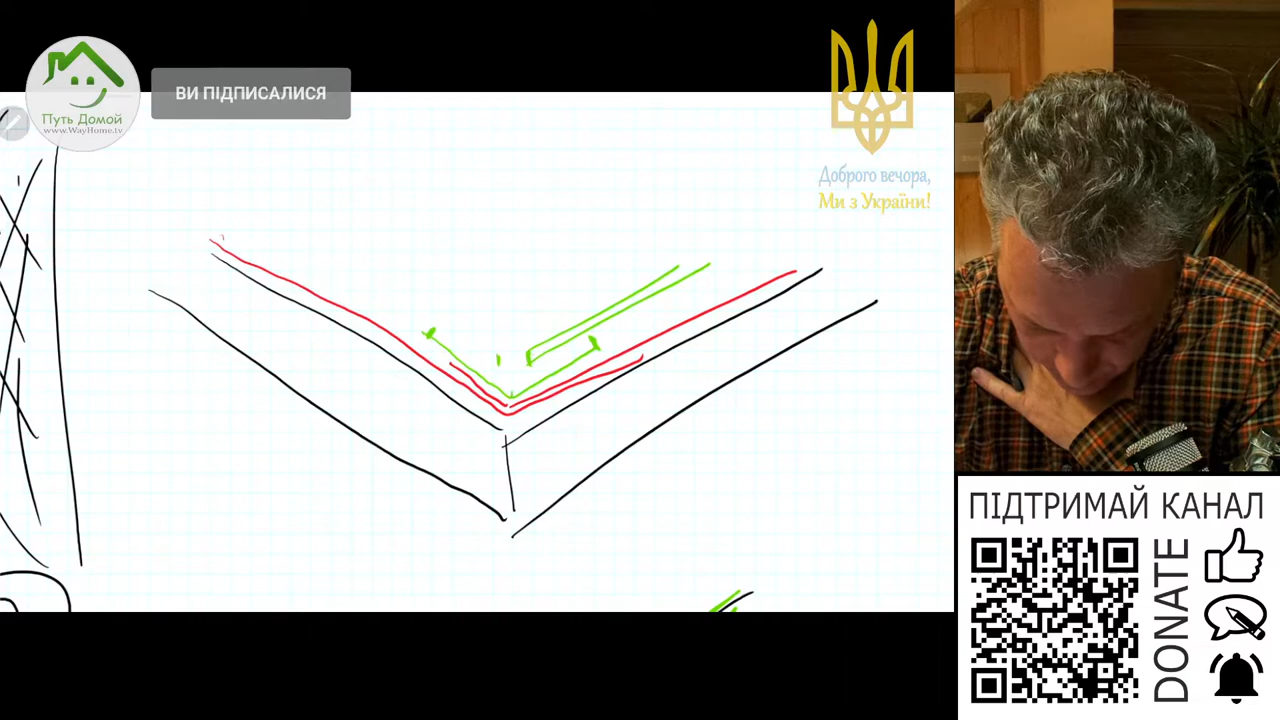 Путь Домой
www.WayHome.tv
ВИ ПІДПИСАЛИСЯ
Доброго вечора,
Ми з України!
ПІДТРИМАЙ КАНАЛ
DONATE